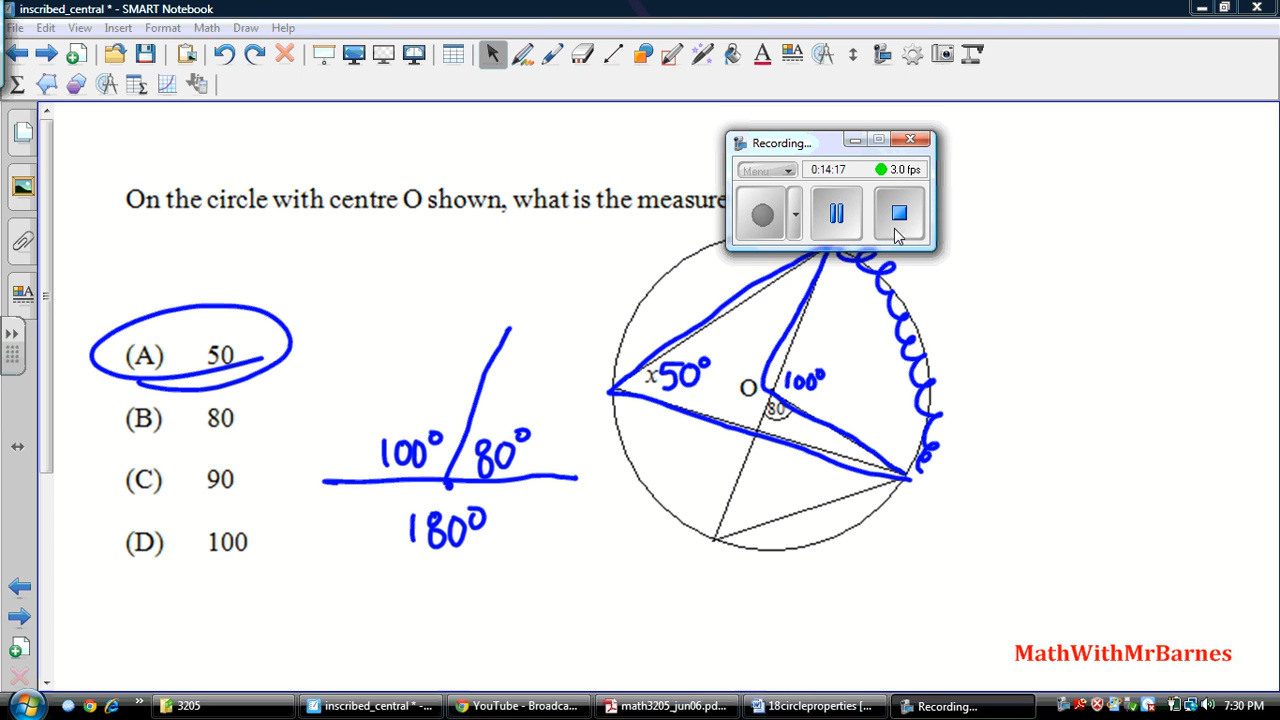 inscribed_central * - SMART Notebook
File Edit View Insert Format Math Draw Help
Recording...
Menu 0:14:17 3.0 fps
On the circle with centre O shown, what is the measure
(A) 50
(B) 80
(C) 90
(D) 100
100° 80°
180°
x 50°
O 100°
80
MathWithMrBarnes
3205 inscribed_central * -... YouTube - Broadca... math3205_jun06.pd... 18circleproperties [... Recording... 7:30 PM